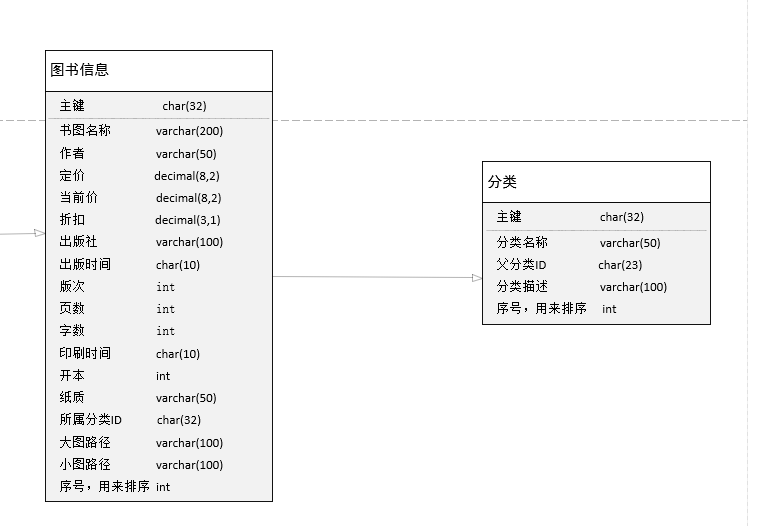 图书信息
主键 char(32)
书图名称 varchar(200)
作者 varchar(50)
定价 decimal(8,2)
当前价 decimal(8,2)
折扣 decimal(3,1)
出版社 varchar(100)
出版时间 char(10)
版次 int
页数 int
字数 int
印刷时间 char(10)
开本 int
纸质 varchar(50)
所属分类ID char(32)
大图路径 varchar(100)
小图路径 varchar(100)
序号，用来排序 int
分类
主键 char(32)
分类名称 varchar(50)
父分类ID char(23)
分类描述 varchar(100)
序号，用来排序 int